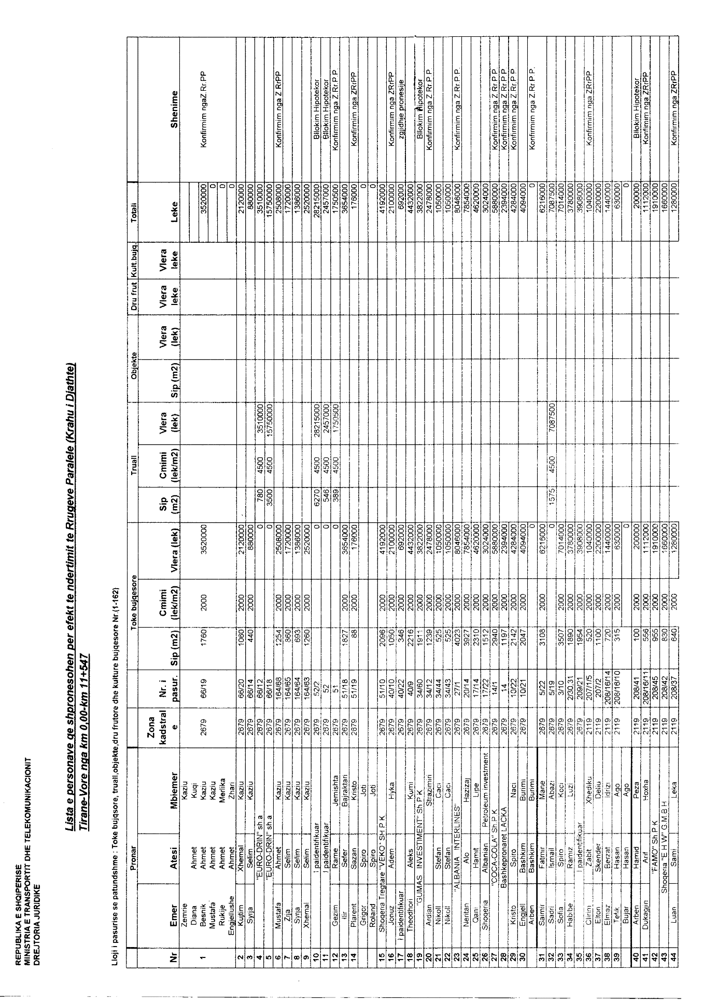 REPUBLIKA E SHQIPERISE
MINISTRIA E TRANSPORTIT DHE TELEKOMUNIKACIONIT
DREJTORIA JURIDIKE
Lista e personave qe shpronesohen per efekt te ndertimit te Rrugeve Paralele (Krahu i Djathte)
Tirane-Vore nga km 0,00-km 11+547
Lloji i pasurise se patundshme : Toke bujqsore, truall,objekte,dru frutore dhe kulture bujqesore Nr.(1-162)
Pronar Toke bujqesore Truall Objekte Dru frut Kult.bujq. Totali
Nr Emer Atesi Mbiemer Zona kadstral e Nr. i pasur. Sip (m2) Cmimi (lek/m2) Vlera (lek) Sip (m2) Cmimi (lek/m2) Vlera (lek) Sip (m2) Vlera (lek) Vlera leke Vlera leke Leke Shenime
Zemrie Kaziu
Diana Ahmet Kuqi
1 Besnik Ahmet Kaziu 2679 66/19 1760 2000 3520000 3520000 Konfirmim ngaZ.Rr.PP
Mustafa Ahmet Kaziu 0
Rukije Ahmet Merlika 0
Engjellushe Ahmet Zhari 0
2 Kujtim Xhemal Kaziu 2679 66/20 1060 2000 2120000 2120000
3 Syrja Selim Kaziu 2679 66/14 440 2000 880000 880000
4 "EURO-DRIN" sh.a 2679 66/12 0 780 4500 3510000 3510000
5 "EURO-DRIN" sh.a 2679 66/18 0 3500 4500 15750000 15750000
6 Mustafa Ahmet Kaziu 2679 164/68 1254 2000 2508000 2508000 Konfirmim nga Z.RrPP
7 Zija Selim Kaziu 2679 164/65 860 2000 1720000 1720000
8 Syrja Selim Kaziu 2679 164/64 693 2000 1386000 1386000
9 Xhemal Selim Kaziu 2679 164/63 1260 2000 2520000 2520000
10 I paidentifikuar 2679 52/2 0 6270 4500 28215000 28215000 Bllokim Hipotekor
11 I paidentifikuar 2679 52 0 546 4500 2457000 2457000 Bllokim Hipotekor
12 Gezim Rame Jemishta 2679 51 0 389 4500 1750500 1750500 Konfirmim nga Z.Rr.P.P
13 Ilir Sefer Bajraktari 2679 51/18 1827 2000 3654000 3654000
14 Plarent Sazan Kristo 2679 51/19 88 2000 176000 176000 Konfirmim nga ZRrPP
Grigor Spiro Joti 0
Roland Spiro Joti 0
15 Shoqeria Tregtare "VEKO" SH.P.K 2679 51/10 2096 2000 4192000 4192000
16 Jonuz Adem Hyka 2679 40/10 1050 2000 2100000 2100000 Konfirmim nga ZRrPP
17 I paidentifikuar 2679 40/22 346 2000 692000 692000 zgjidhje pronesije
18 Theodhori Aleks Kumi 2679 40/9 2216 2000 4432000 4432000
19 "GUMAS INVESTIMENT" Sh.P.K 2679 34/60 1911 2000 3822000 3822000 Bllokim Hipotekor
20 Ardian Strazimiri 2679 34/12 1239 2000 2478000 2478000 Konfirmim nga Z.Rr.P.P
21 Nikoll Stefan Caci 2679 34/44 525 2000 1050000 1050000
22 Nikoll Stefan Caci 2679 34/43 525 2000 1050000 1050000
23 "ALBANIA INTERLINES" 2679 27/1 4023 2000 8046000 8046000 Konfirmim nga Z.Rr.P.P.
24 Neritan Alo Hazizaj 2679 20/14 3927 2000 7854000 7854000
25 Qani Hamit Lipe 2679 17/14 2310 2000 4620000 4620000
26 Shoqeria Albanian Petroleum Investment 2679 17/22 1512 2000 3024000 3024000
27 "COCA-COLA" Sh.P.K 2679 14/1 2940 2000 5880000 5880000 Konfirmim nga Z.Rr.P.P
28 Bashkepronaret LACKA 2679 14 1197 2000 2394000 2394000 Konfirmim nga Z.Rr.P.P
29 Kristo Spiro Naci 2679 10/22 2142 2000 4284000 4284000 Konfirmim nga Z.Rr.P.P
30 Engjell Bashkim Burimi 2679 10/21 2047 2000 4094000 4094000
Arben Bashkim Burimi 0 0 Konfirmim nga Z.Rr.P.P.
31 Samir Fatmir Mane 2679 5/22 3108 2000 6216000 6216000
32 Sadri Ismail Abazi 2679 5/19 0 1575 4500 7087500 7087500
33 Sofia Spiro Koci 2679 3/10 3507 2000 7014000 7014000
34 Habibe Ramiz Luzi 2679 2/30,31 1890 2000 3780000 3780000
35 I paidentifikuar 2679 209/21 1954 2000 3908000 3908000
36 Clirim Zabit Xhediku 2119 207/1/5 520 2000 1040000 1040000 Konfirmim nga ZRrPP
37 Elton Skender Deliu 2119 207/2 1100 2000 2200000 2200000
38 Elmaz Berzat Idrizi 2119 208/16/14 720 2000 1440000 1440000
39 Tefik Hasan Ago 2119 208/16/10 315 2000 630000 630000
Bujar Hasan Ago 0 0
40 Arben Hamid Peza 2119 208/41 100 2000 200000 200000 Bllokim Hipotekor
41 Dukagjin Arif Hoxha 2119 208/16/11 556 2000 1112000 1112000 Konfirmim nga ZRrPP
42 "FAMO" Sh.P.K 2119 208/45 955 2000 1910000 1910000
43 Shoqeria "E H W" G.M.B.H 2119 208/42 830 2000 1660000 1660000
44 Luan Sami Leka 2119 208/37 640 2000 1280000 1280000 Konfirmim nga ZRrPP